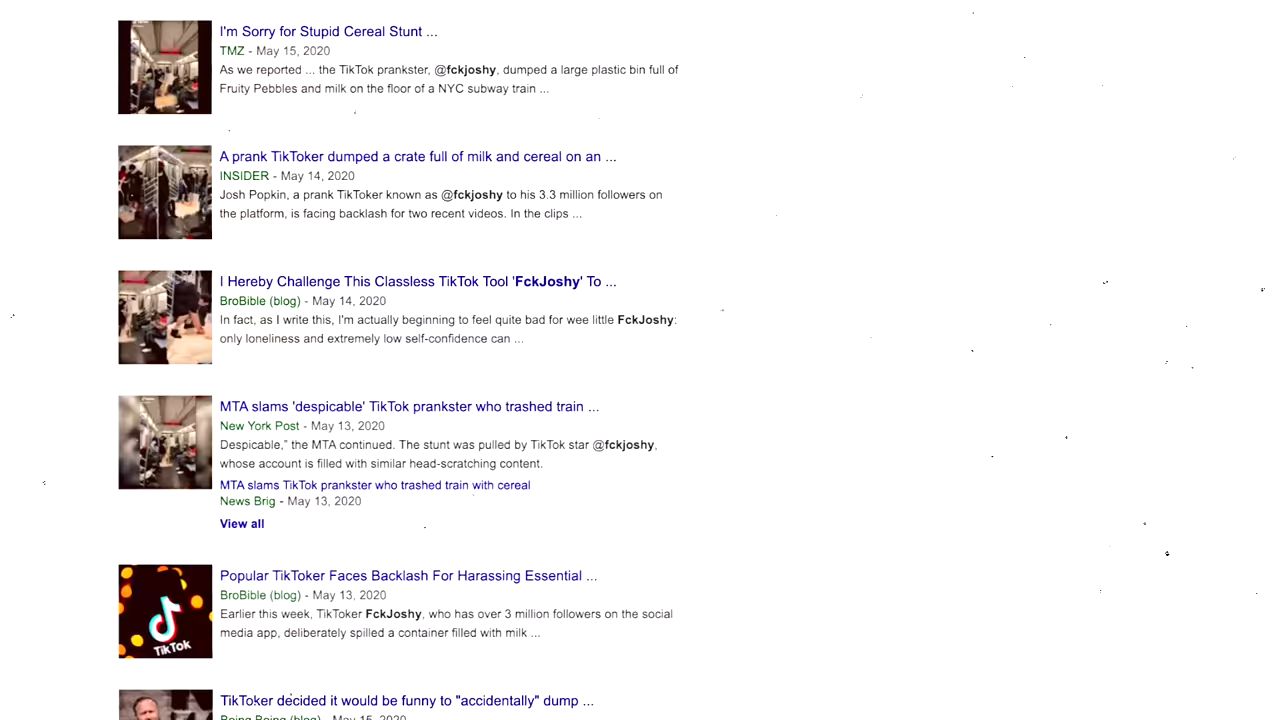 I'm Sorry for Stupid Cereal Stunt ...
TMZ - May 15, 2020
As we reported ... the TikTok prankster, @fckjoshy, dumped a large plastic bin full of
Fruity Pebbles and milk on the floor of a NYC subway train ...
A prank TikToker dumped a crate full of milk and cereal on an ...
INSIDER - May 14, 2020
Josh Popkin, a prank TikToker known as @fckjoshy to his 3.3 million followers on
the platform, is facing backlash for two recent videos. In the clips ...
I Hereby Challenge This Classless TikTok Tool 'FckJoshy' To ...
BroBible (blog) - May 14, 2020
In fact, as I write this, I'm actually beginning to feel quite bad for wee little FckJoshy:
only loneliness and extremely low self-confidence can ...
MTA slams 'despicable' TikTok prankster who trashed train ...
New York Post - May 13, 2020
Despicable,” the MTA continued. The stunt was pulled by TikTok star @fckjoshy,
whose account is filled with similar head-scratching content.
MTA slams TikTok prankster who trashed train with cereal
News Brig - May 13, 2020
View all
Popular TikToker Faces Backlash For Harassing Essential ...
BroBible (blog) - May 13, 2020
Earlier this week, TikToker FckJoshy, who has over 3 million followers on the social
media app, deliberately spilled a container filled with milk ...
TikTok
TikToker decided it would be funny to "accidentally" dump ...
Boing Boing (blog) - May 15, 2020